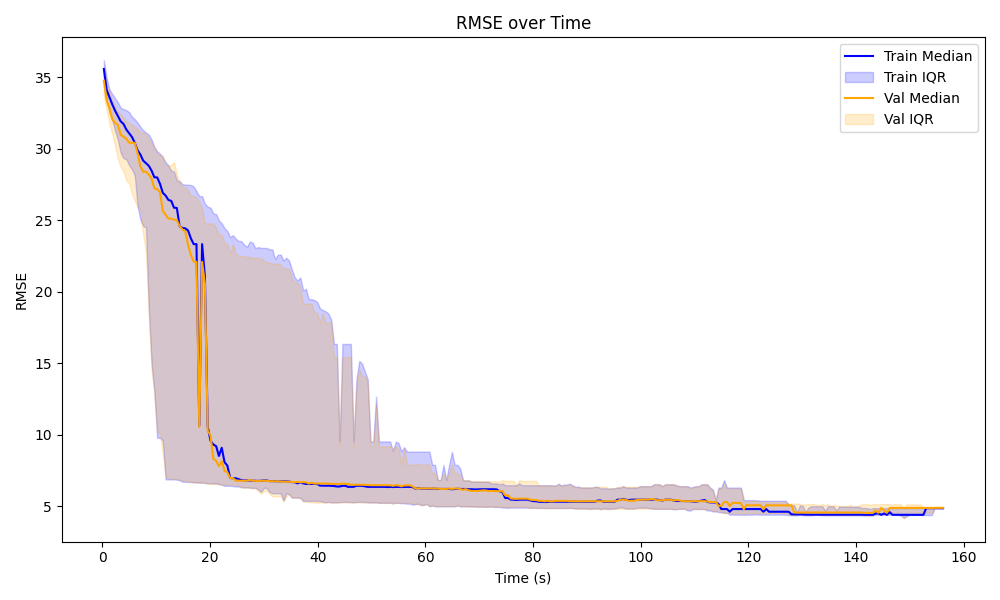 RMSE over Time
Train Median
Train IQR
Val Median
Val IQR
RMSE
35
30
25
20
15
10
5
0 20 40 60 80 100 120 140 160
Time (s)